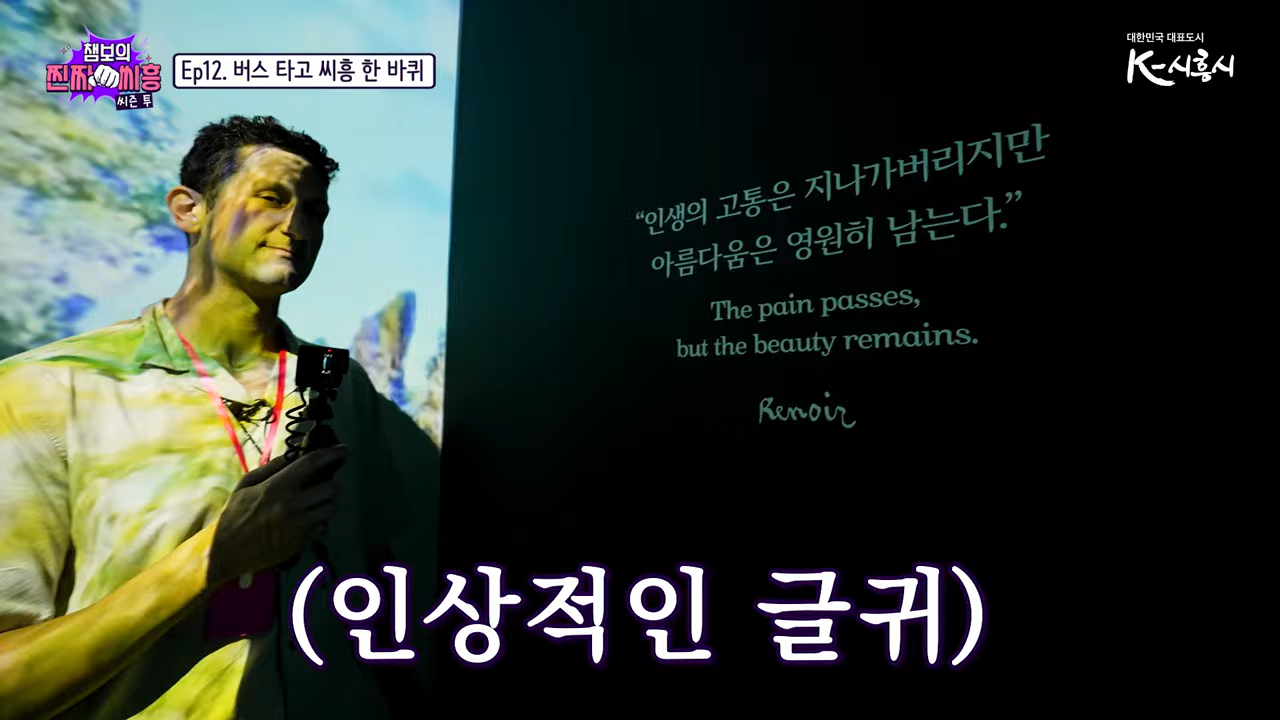 챔보의
찐짜 씨흥
씨즌 투
Ep12. 버스 타고 씨흥 한 바퀴
대한민국 대표도시
K-시흥시
“인생의 고통은 지나가버리지만
아름다움은 영원히 남는다.”
The pain passes,
but the beauty remains.
Renoir
(인상적인 글귀)